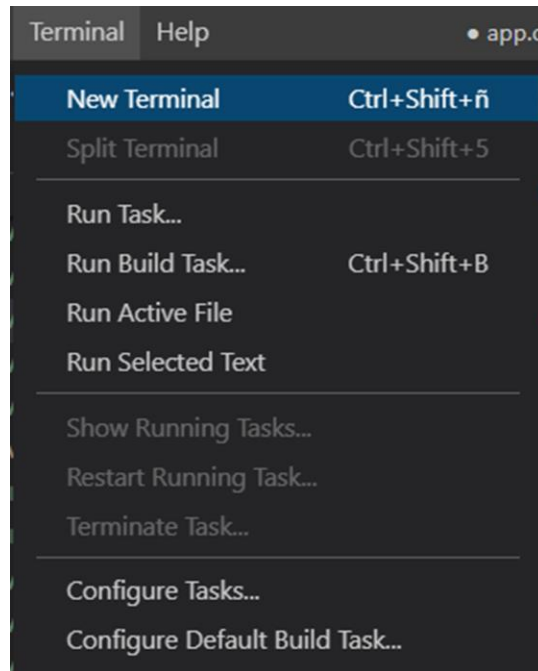 Terminal Help ● app.c
New Terminal Ctrl+Shift+ñ
Split Terminal Ctrl+Shift+5
Run Task...
Run Build Task... Ctrl+Shift+B
Run Active File
Run Selected Text
Show Running Tasks...
Restart Running Task...
Terminate Task...
Configure Tasks...
Configure Default Build Task...